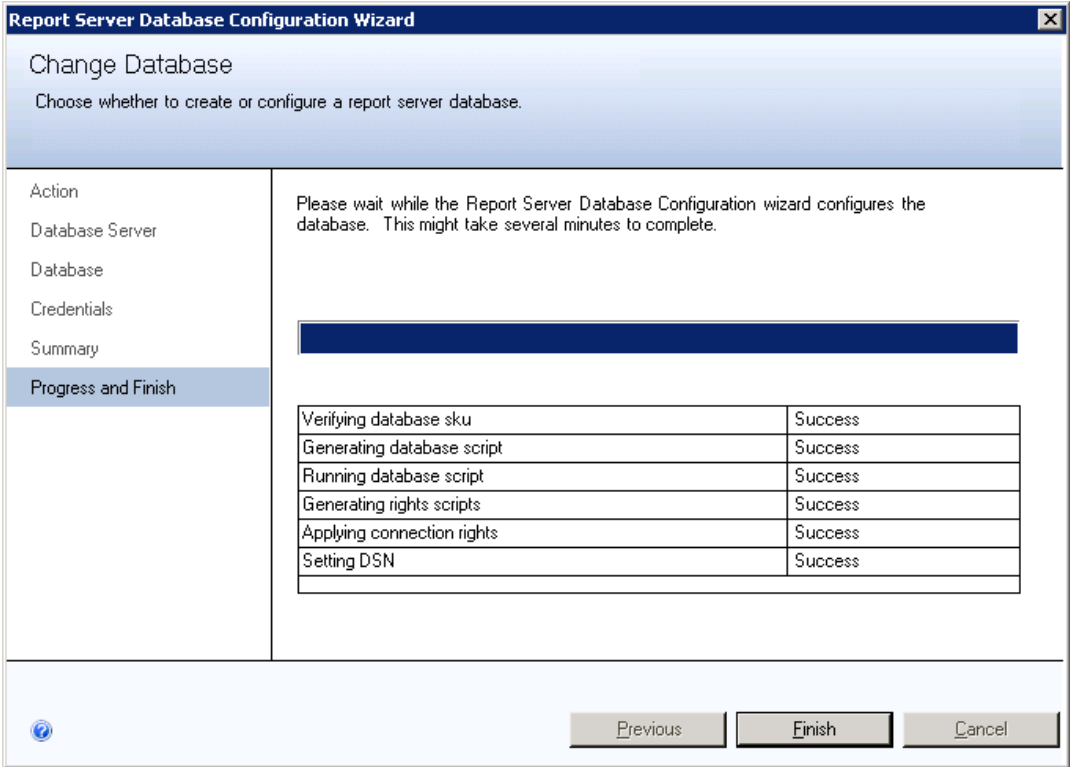 Report Server Database Configuration Wizard
Change Database
Choose whether to create or configure a report server database.
Action
Database Server
Database
Credentials
Summary
Progress and Finish
Please wait while the Report Server Database Configuration wizard configures the
database. This might take several minutes to complete.
Verifying database sku Success
Generating database script Success
Running database script Success
Generating rights scripts Success
Applying connection rights Success
Setting DSN Success
Previous Finish Cancel